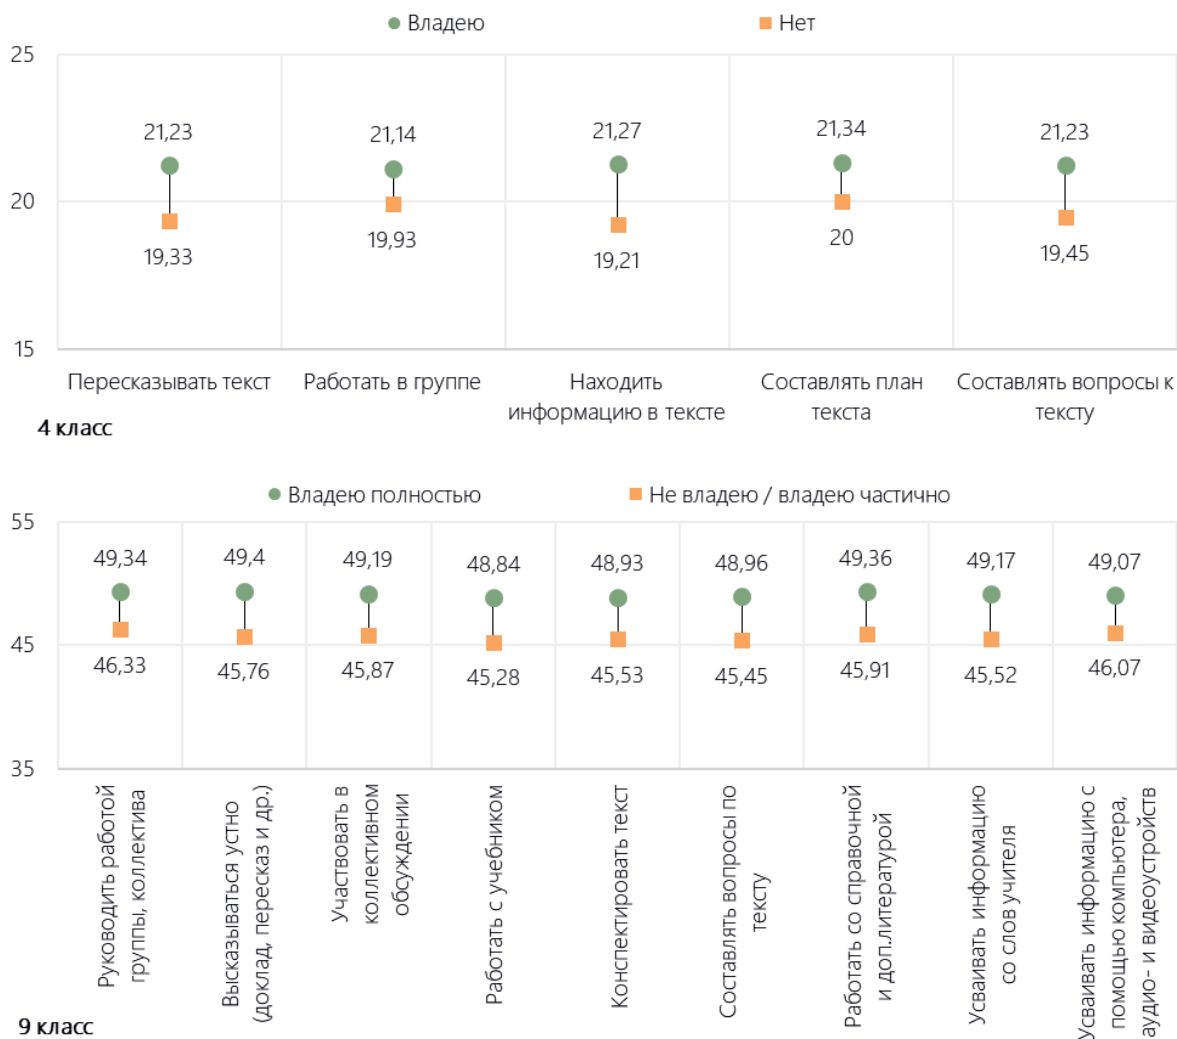 Владею Нет
25
21,23 21,14 21,27 21,34 21,23
20
19,33 19,93 19,21 20 19,45
15
Пересказывать текст Работать в группе Находить Составлять план Составлять вопросы к
информацию в тексте текста тексту
4 класс
Владею полностью Не владею / владею частично
55
49,34 49,4 49,19 48,84 48,93 48,96 49,36 49,17 49,07
45
46,33 45,76 45,87 45,28 45,53 45,45 45,91 45,52 46,07
35
Руководить работой
группы, коллектива
Высказываться устно
(доклад, пересказ и др.)
Участвовать в
коллективном
обсуждении
Работать с учебником
Конспектировать текст
Составлять вопросы по
тексту
Работать со справочной
и доп.литературой
Усваивать информацию
со слов учителя
Усваивать информацию с
помощью компьютера,
аудио- и видеоустройств
9 класс